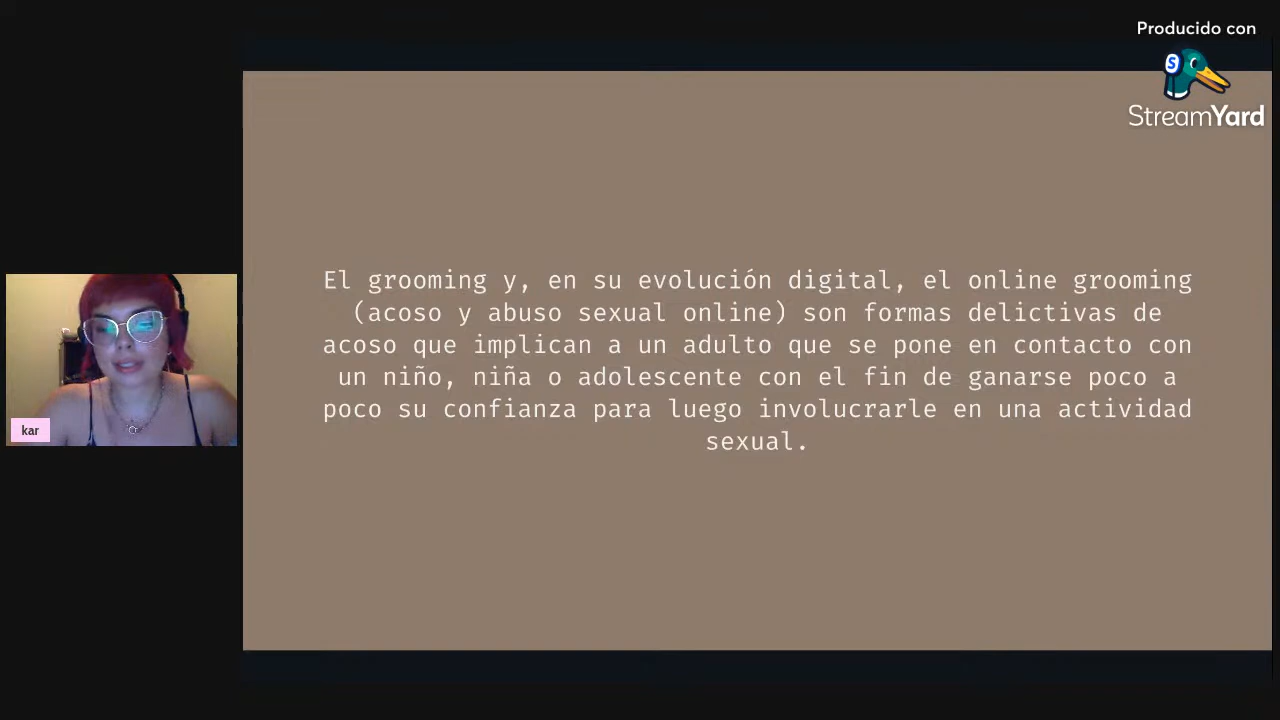 Producido con
StreamYard
El grooming y, en su evolución digital, el online grooming
(acoso y abuso sexual online) son formas delictivas de
acoso que implican a un adulto que se pone en contacto con
un niño, niña o adolescente con el fin de ganarse poco a
poco su confianza para luego involucrarle en una actividad
sexual.
kar